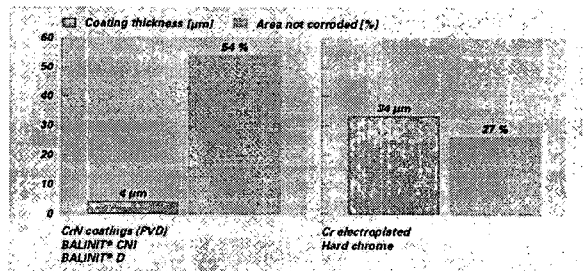 Coating thickness [µm] Area not corroded [%]
60
50
40
30
20
10
0
54 %
4 µm
34 µm
27 %
CrN coatings (PVD)
BALINIT® CNI
BALINIT® D
Cr electroplated
Hard chrome